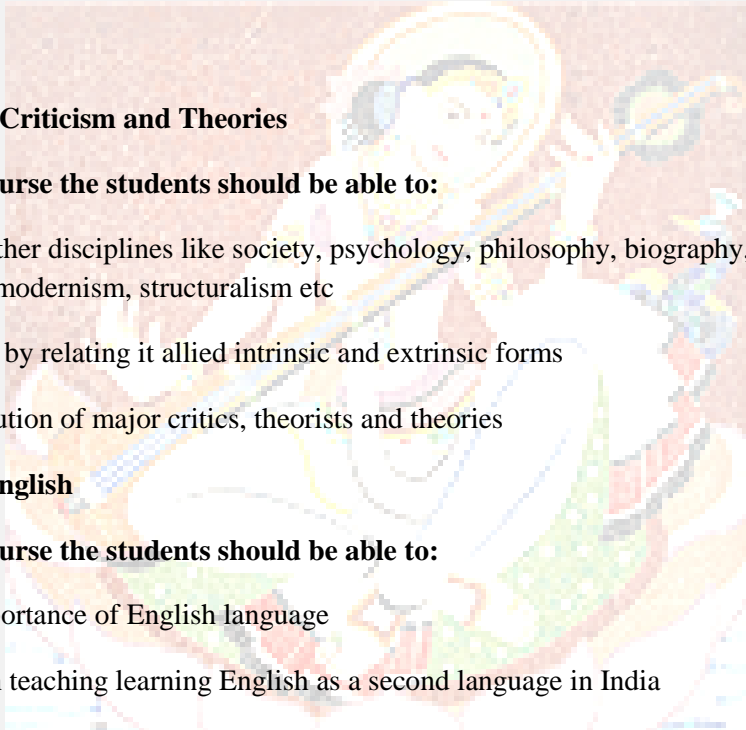 Criticism and Theories
urse the students should be able to:
ther disciplines like society, psychology, philosophy, biography,
modernism, structuralism etc
by relating it allied intrinsic and extrinsic forms
ution of major critics, theorists and theories
nglish
urse the students should be able to:
portance of English language
teaching learning English as a second language in India